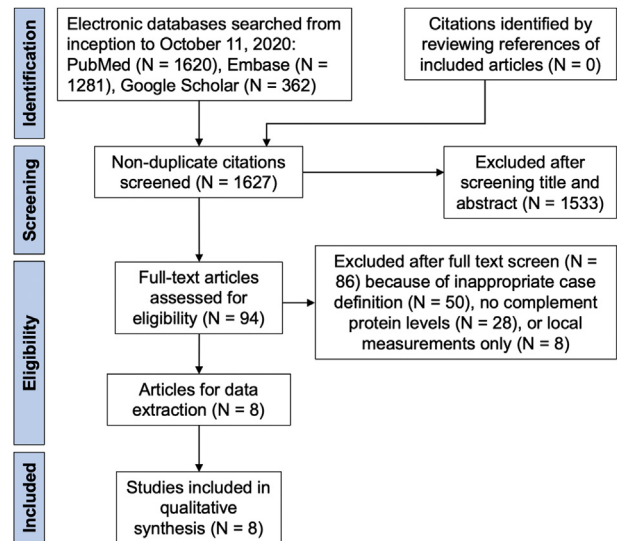 Identification
Electronic databases searched from
inception to October 11, 2020:
PubMed (N = 1620), Embase (N =
1281), Google Scholar (N = 362)
Citations identified by
reviewing references of
included articles (N = 0)
Screening
Non-duplicate citations
screened (N = 1627)
Excluded after
screening title and
abstract (N = 1533)
Eligibility
Full-text articles
assessed for
eligibility (N = 94)
Excluded after full text screen (N =
86) because of inappropriate case
definition (N = 50), no complement
protein levels (N = 28), or local
measurements only (N = 8)
Articles for data
extraction (N = 8)
Included
Studies included in
qualitative
synthesis (N = 8)